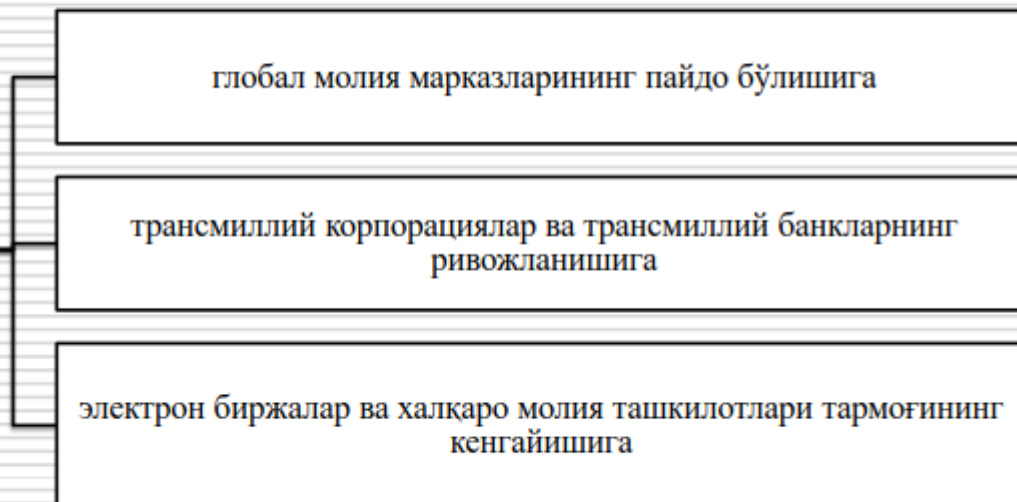 глобал молия марказларининг пайдо бўлишига
трансмиллий корпорациялар ва трансмиллий банкларнинг
ривожланишига
электрон биржалар ва халқаро молия ташкилотлари тармоғининг
кенгайишига